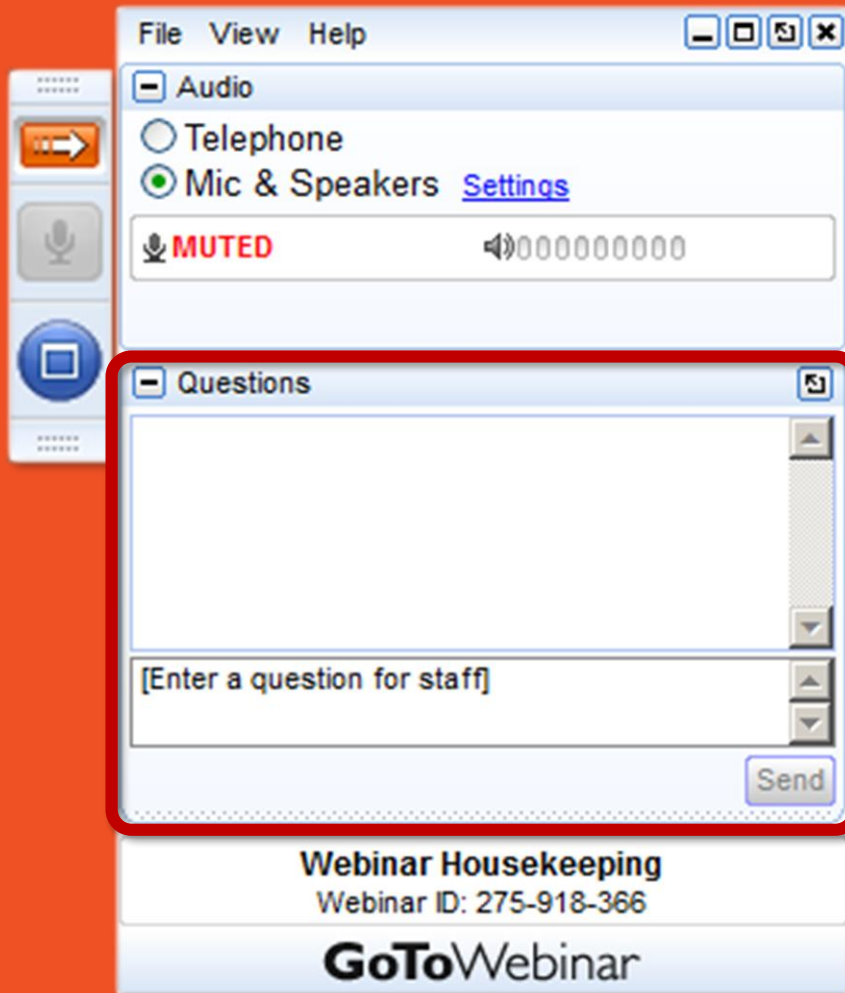 File View Help
Audio
Telephone
Mic & Speakers Settings
MUTED
Questions
[Enter a question for staff]
Send
Webinar Housekeeping
Webinar ID: 275-918-366
GoToWebinar